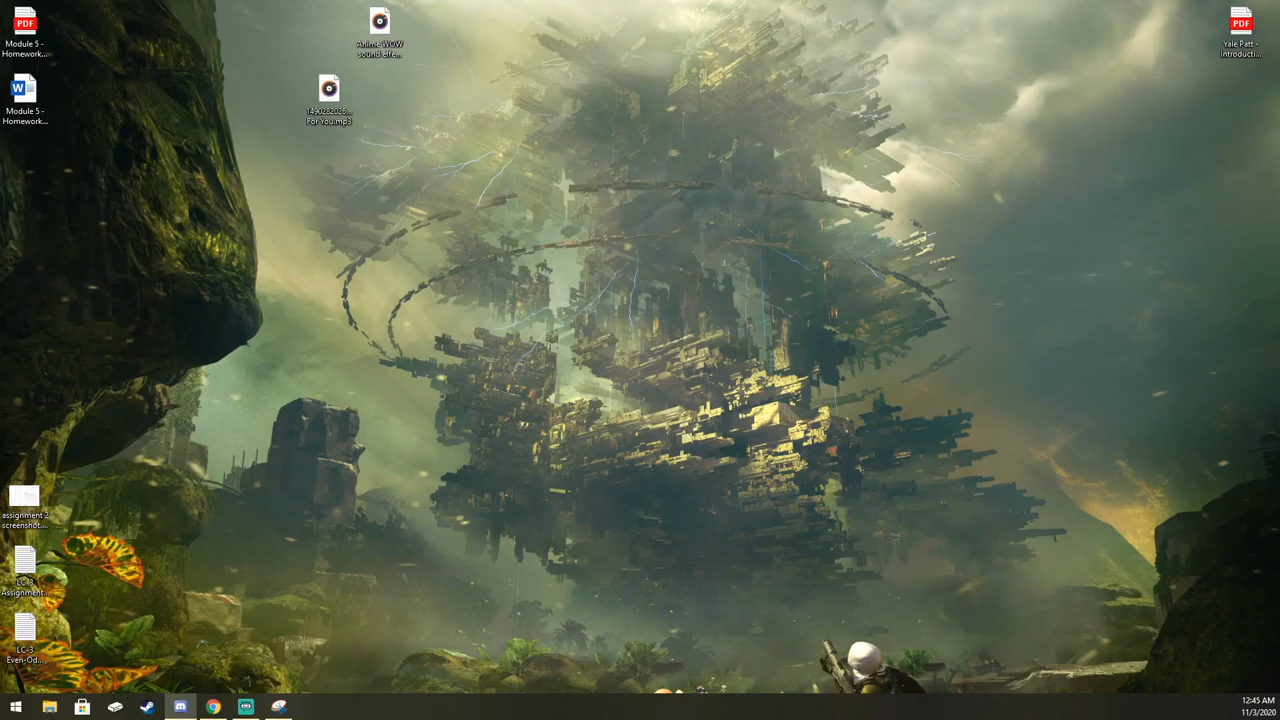 PDF
Module 5 -
Homework...
W
Module 5 -
Homework...
Anime WOW
sound effe...
1490282026...
For You.mp3
PDF
Yale Patt -
Introducti...
assignment 2
screenshot....
LC-3
Assignment...
LC-3
Even-Od...
12:45 AM
11/3/2020